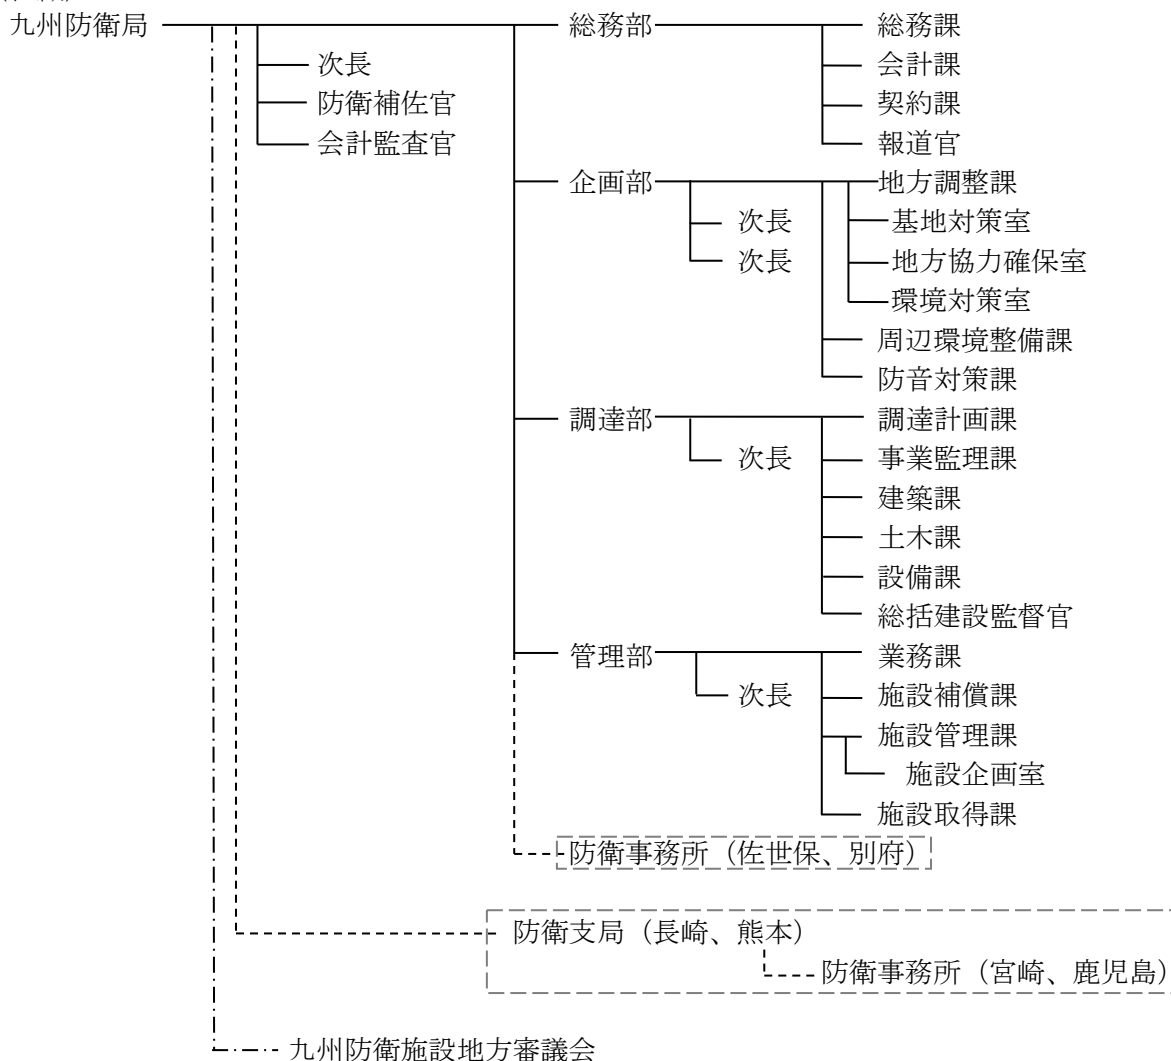 九州防衛局 総務部 総務課
次長 会計課
防衛補佐官 契約課
会計監査官 報道官
企画部 地方調整課
次長 基地対策室
次長 地方協力確保室
環境対策室
周辺環境整備課
防音対策課
調達部 調達計画課
次長 事業監理課
建築課
土木課
設備課
総括建設監督官
管理部 業務課
次長 施設補償課
施設管理課
施設企画室
施設取得課
防衛事務所（佐世保、別府）
防衛支局（長崎、熊本）
防衛事務所（宮崎、鹿児島）
九州防衛施設地方審議会